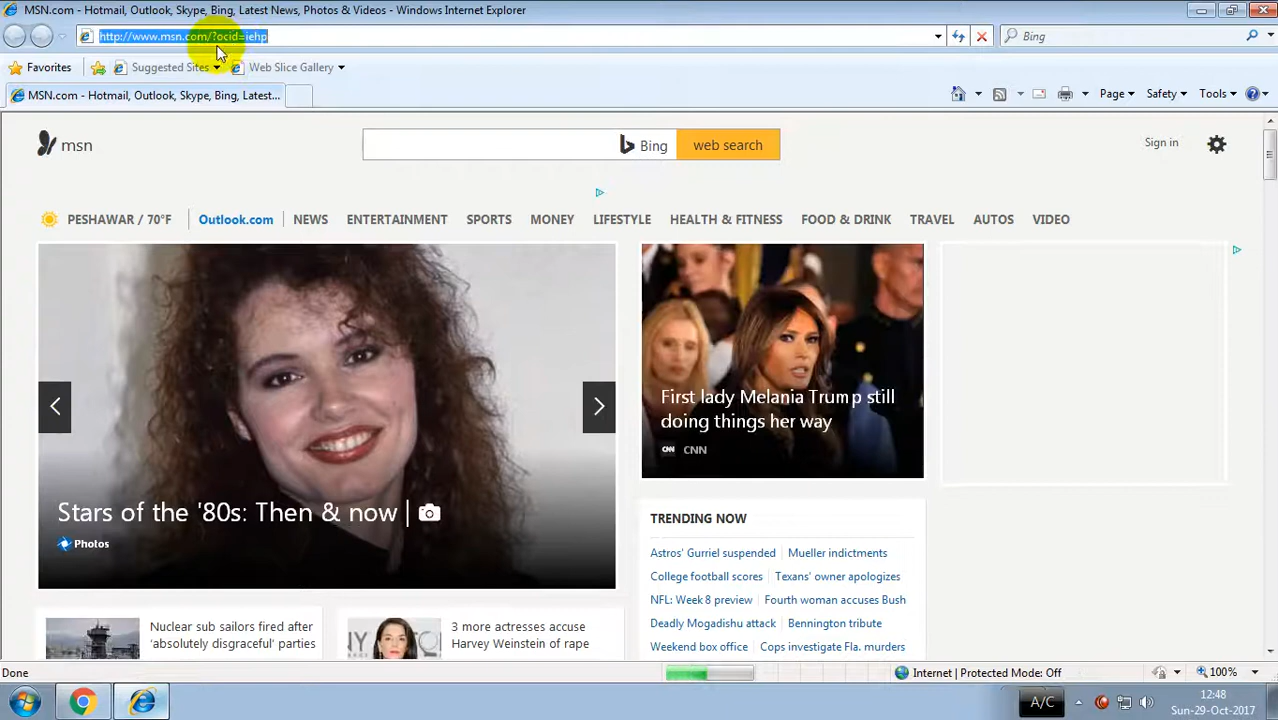 MSN.com - Hotmail, Outlook, Skype, Bing, Latest News, Photos & Videos - Windows Internet Explorer
http://www.msn.com/?ocid=iehp
Bing
Favorites
Suggested Sites
Web Slice Gallery
MSN.com - Hotmail, Outlook, Skype, Bing, Latest...
Page
Safety
Tools
msn
Bing
web search
Sign in
PESHAWAR / 70°F
Outlook.com
NEWS
ENTERTAINMENT
SPORTS
MONEY
LIFESTYLE
HEALTH & FITNESS
FOOD & DRINK
TRAVEL
AUTOS
VIDEO
Stars of the '80s: Then & now |
Photos
First lady Melania Trump still
doing things her way
CNN CNN
TRENDING NOW
Astros' Gurriel suspended
Mueller indictments
College football scores
Texans' owner apologizes
NFL: Week 8 preview
Fourth woman accuses Bush
Deadly Mogadishu attack
Bennington tribute
Weekend box office
Cops investigate Fla. murders
Nuclear sub sailors fired after
'absolutely disgraceful' parties
3 more actresses accuse
Harvey Weinstein of rape
Done
Internet | Protected Mode: Off
100%
A/C
12:48
Sun-29-Oct-2017